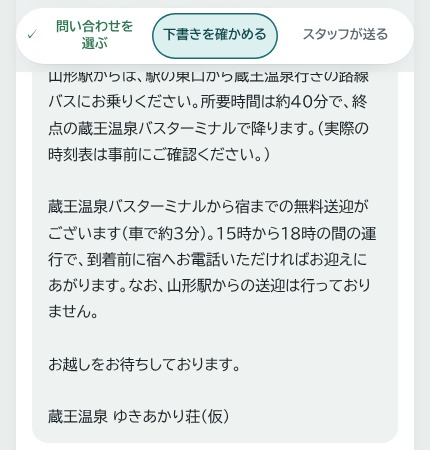 ✓ 問い合わせを
選ぶ
下書きを確かめる
スタッフが送る
山形駅からは、駅の東口から蔵王温泉行きの路線
バスにお乗りください。所要時間は約40分で、終
点の蔵王温泉バスターミナルで降ります。（実際の
時刻表は事前にご確認ください。）
蔵王温泉バスターミナルから宿までの無料送迎が
ございます（車で約3分）。15時から18時の間の運
行で、到着前に宿へお電話いただければお迎えに
あがります。なお、山形駅からの送迎は行っており
ません。
お越しをお待ちしております。
蔵王温泉 ゆきあかり荘（仮）